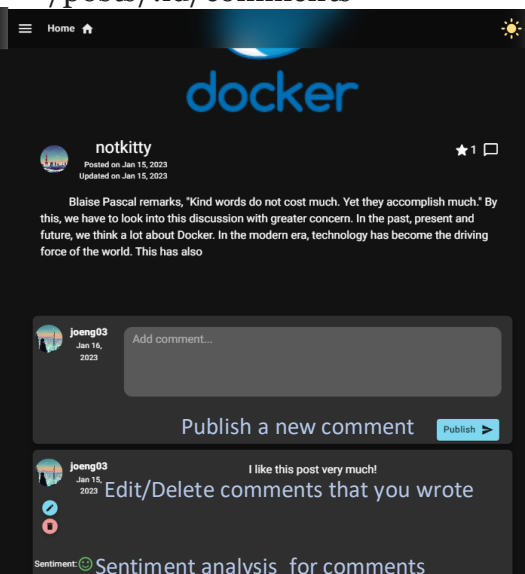 /posts/:id/comments
Home
docker
notkitty
Posted on Jan 15, 2023
Updated on Jan 15, 2023
1
Blaise Pascal remarks, "Kind words do not cost much. Yet they accomplish much." By
this, we have to look into this discussion with greater concern. In the past, present and
future, we think a lot about Docker. In the modern era, technology has become the driving
force of the world. This has also
joeng03
Jan 16,
2023
Add comment...
Publish a new comment
Publish
joeng03
Jan 15,
2023
I like this post very much!
Edit/Delete comments that you wrote
Sentiment:
Sentiment analysis for comments